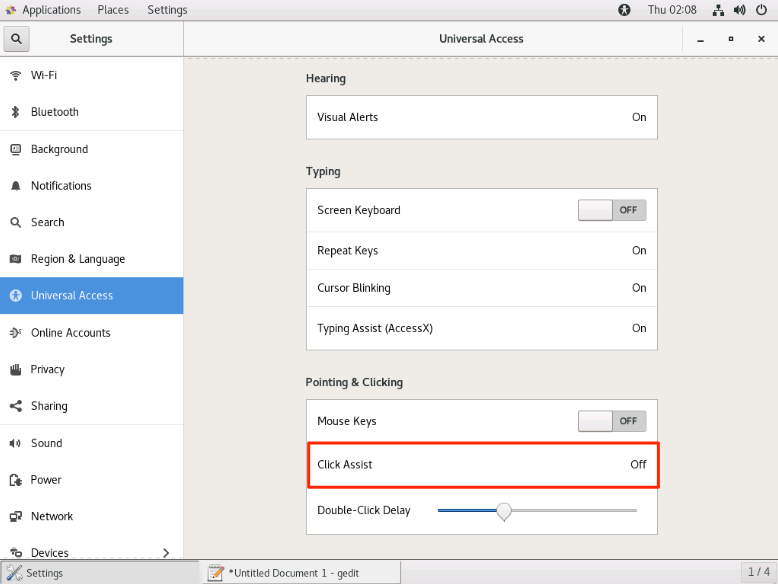 Applications Places Settings Thu 02:08
Settings Universal Access
Wi-Fi
Bluetooth
Background
Notifications
Search
Region & Language
Universal Access
Online Accounts
Privacy
Sharing
Sound
Power
Network
Devices
Hearing
Visual Alerts On
Typing
Screen Keyboard OFF
Repeat Keys On
Cursor Blinking On
Typing Assist (AccessX) On
Pointing & Clicking
Mouse Keys OFF
Click Assist Off
Double-Click Delay
Settings *Untitled Document 1 - gedit 1 / 4